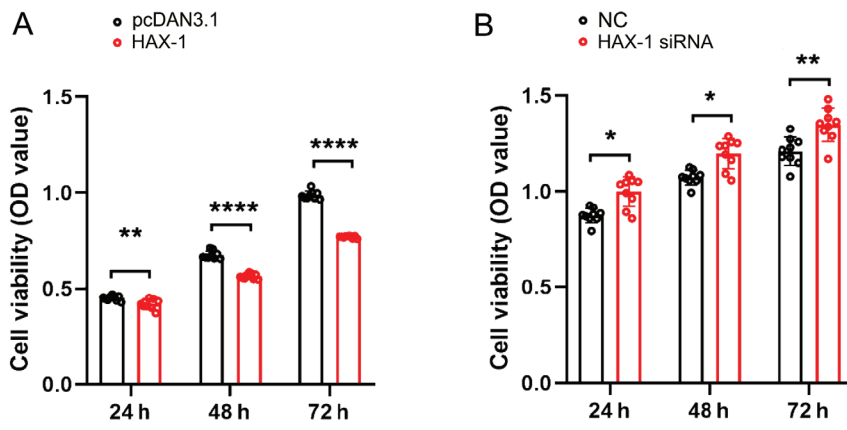 A
pcDAN3.1
HAX-1
Cell viability (OD value)
1.5
1.0
0.5
0.0
**
****
****
24 h
48 h
72 h
B
NC
HAX-1 siRNA
Cell viability (OD value)
1.5
1.0
0.5
0.0
*
*
**
24 h
48 h
72 h